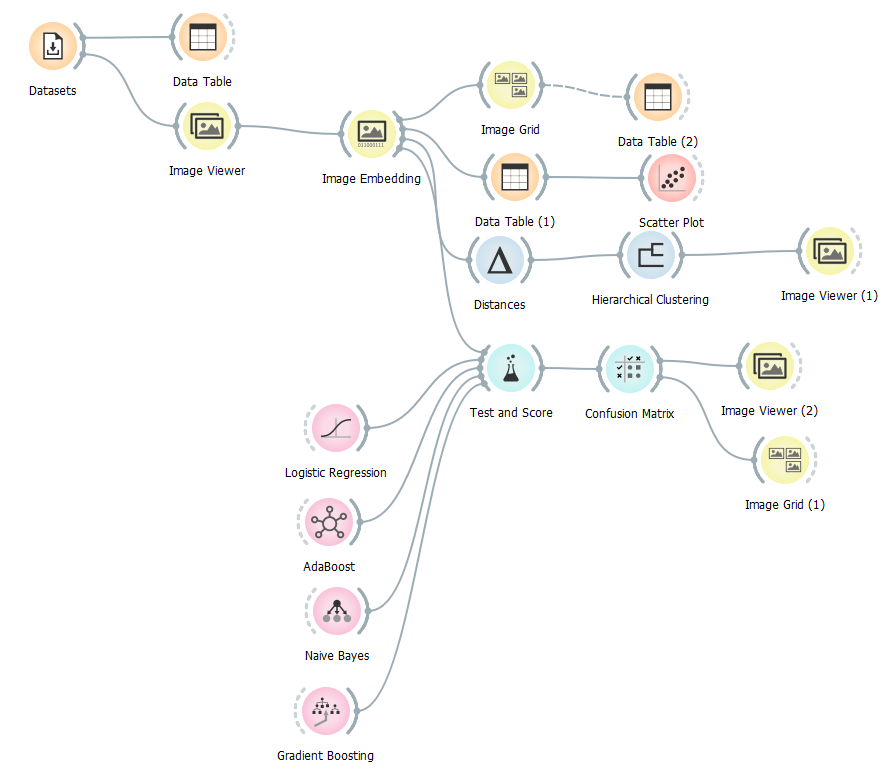 Datasets
Data Table
Image Viewer
Image Embedding
011000111
Image Grid
Data Table (2)
Data Table (1)
Scatter Plot
Distances
Hierarchical Clustering
Image Viewer (1)
Test and Score
Confusion Matrix
Image Viewer (2)
Image Grid (1)
Logistic Regression
AdaBoost
Naive Bayes
Gradient Boosting